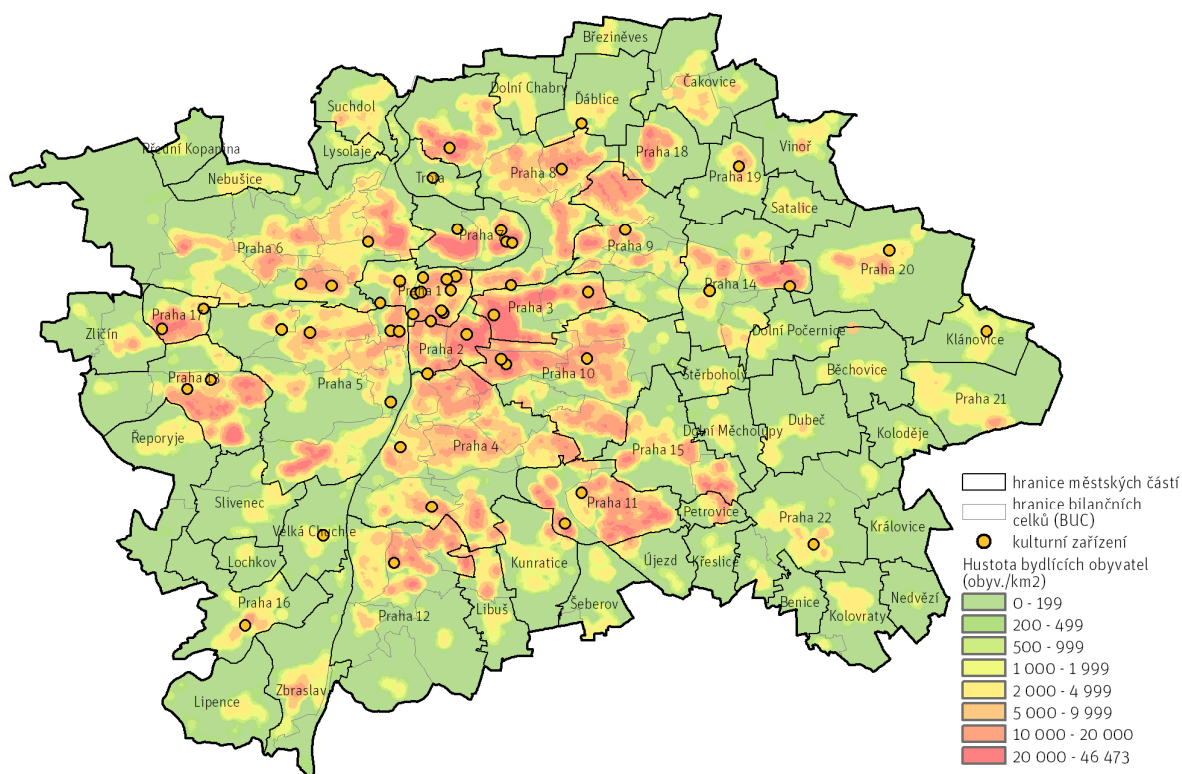 Březiněves
Dolní Chabry
Čakovice
Ďáblice
Suchdol
Přední Kopanina
Lysolaje
Praha 18
Vinoř
Praha 8
Nebušice
Troja
Praha 19
Satalice
Praha 6
Praha
Praha 9
Praha 20
Praha 14
Praha 1
Praha 3
Praha 17
Zličín
Dolní Počernice
Klánovice
Praha 2
Praha 10
Štěrboholy
Běchovice
Praha 13
Praha 5
Praha 21
Dubeč
Řeporyje
Dolní Měcholupy
Koloděje
Praha 4
Praha 15
Slivenec
Praha 11
Petrovice
Praha 22
Královice
Velká Chuchle
Lochkov
Kunratice
Újezd
Křeslice
Praha 16
Praha 12
Libuš
Šeberov
Benice
Kolovraty
Nedvězí
Zbraslav
Lipence
hranice městských částí
hranice bilančních
celků (BUC)
kulturní zařízení
Hustota bydlících obyvatel
(obyv./km2)
0 - 199
200 - 499
500 - 999
1 000 - 1 999
2 000 - 4 999
5 000 - 9 999
10 000 - 20 000
20 000 - 46 473